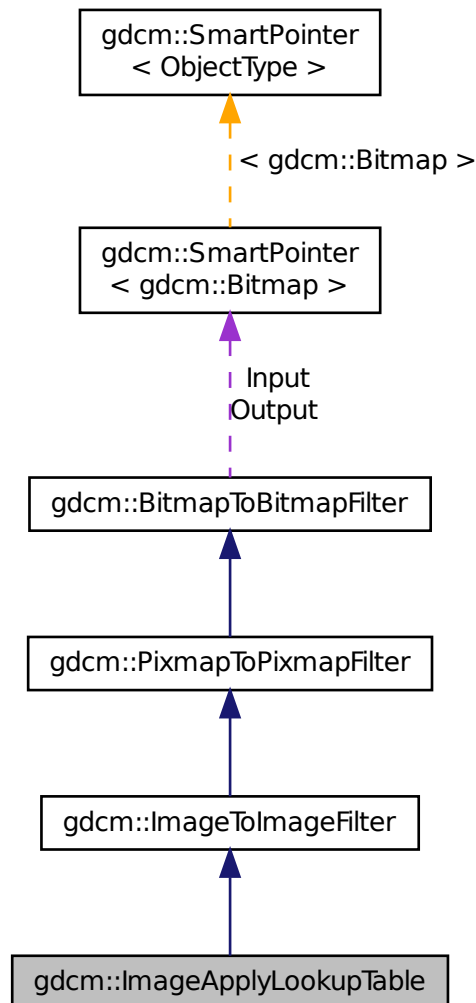 gdcm::SmartPointer
< ObjectType >
< gdcm::Bitmap >
gdcm::SmartPointer
< gdcm::Bitmap >
Input
Output
gdcm::BitmapToBitmapFilter
gdcm::PixmapToPixmapFilter
gdcm::ImageToImageFilter
gdcm::ImageApplyLookupTable